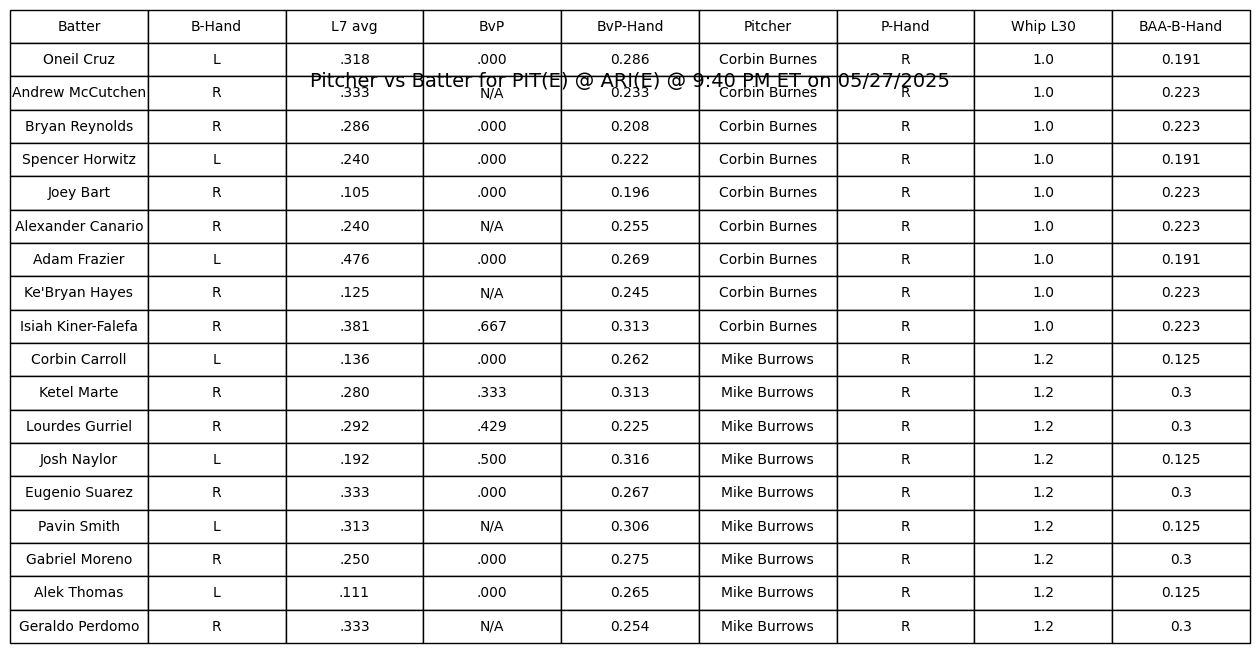 Batter B-Hand L7 avg BvP BvP-Hand Pitcher P-Hand Whip L30 BAA-B-Hand
Oneil Cruz L .318 .000 0.286 Corbin Burnes R 1.0 0.191
Pitcher vs Batter for PIT(E) @ ARI(E) @ 9:40 PM ET on 05/27/2025
Andrew McCutchen R .333 N/A 0.233 Corbin Burnes R 1.0 0.223
Bryan Reynolds R .286 .000 0.208 Corbin Burnes R 1.0 0.223
Spencer Horwitz L .240 .000 0.222 Corbin Burnes R 1.0 0.191
Joey Bart R .105 .000 0.196 Corbin Burnes R 1.0 0.223
Alexander Canario R .240 N/A 0.255 Corbin Burnes R 1.0 0.223
Adam Frazier L .476 .000 0.269 Corbin Burnes R 1.0 0.191
Ke'Bryan Hayes R .125 N/A 0.245 Corbin Burnes R 1.0 0.223
Isiah Kiner-Falefa R .381 .667 0.313 Corbin Burnes R 1.0 0.223
Corbin Carroll L .136 .000 0.262 Mike Burrows R 1.2 0.125
Ketel Marte R .280 .333 0.313 Mike Burrows R 1.2 0.3
Lourdes Gurriel R .292 .429 0.225 Mike Burrows R 1.2 0.3
Josh Naylor L .192 .500 0.316 Mike Burrows R 1.2 0.125
Eugenio Suarez R .333 .000 0.267 Mike Burrows R 1.2 0.3
Pavin Smith L .313 N/A 0.306 Mike Burrows R 1.2 0.125
Gabriel Moreno R .250 .000 0.275 Mike Burrows R 1.2 0.3
Alek Thomas L .111 .000 0.265 Mike Burrows R 1.2 0.125
Geraldo Perdomo R .333 N/A 0.254 Mike Burrows R 1.2 0.3